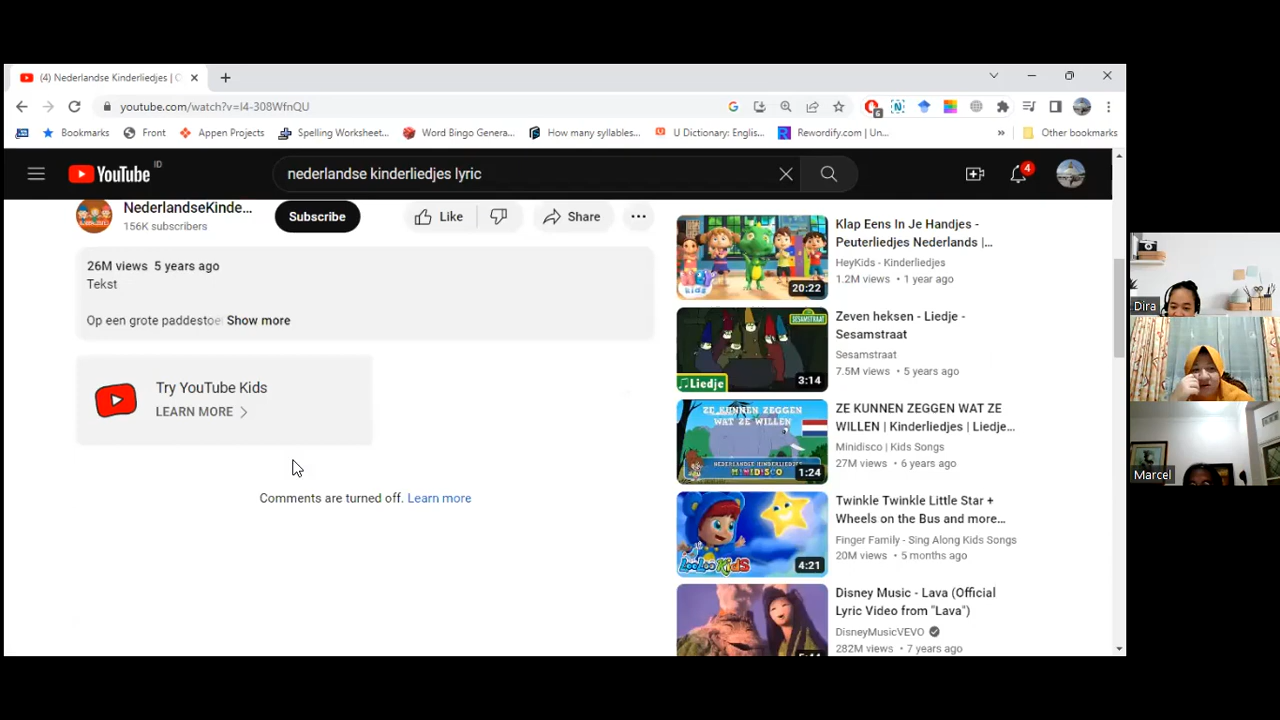 (4) Nederlandse Kinderliedjes |
youtube.com/watch?v=I4-308WfnQU
Bookmarks
Front
Appen Projects
Spelling Worksheet...
Word Bingo Genera...
How many syllables...
U Dictionary: Englis...
Rewordify.com | Un...
»
Other bookmarks
YouTube ID
nederlandse kinderliedjes lyric
4
NederlandseKinde...
156K subscribers
Subscribe
Like
Share
26M views 5 years ago
Tekst
Op een grote paddestoe Show more
Try YouTube Kids
LEARN MORE
Comments are turned off. Learn more
Klap Eens In Je Handjes -
Peuterliedjes Nederlands |...
HeyKids - Kinderliedjes
1.2M views • 1 year ago
kids
20:22
Zeven heksen - Liedje -
Sesamstraat
Sesamstraat
7.5M views • 5 years ago
SESAMSTRAAT
Liedje
3:14
ZE KUNNEN ZEGGEN WAT ZE
WILLEN | Kinderliedjes | Liedje...
Minidisco | Kids Songs
27M views • 6 years ago
ZE KUNNEN ZEGGEN
WAT ZE WILLEN
NEDERLANDSE KINDERLIEDJES
MINIDISCO
1:24
Twinkle Twinkle Little Star +
Wheels on the Bus and more...
Finger Family - Sing Along Kids Songs
20M views • 5 months ago
LooLoo KiDS
4:21
Disney Music - Lava (Official
Lyric Video from "Lava")
DisneyMusicVEVO
282M views • 7 years ago
Dira
Marcel